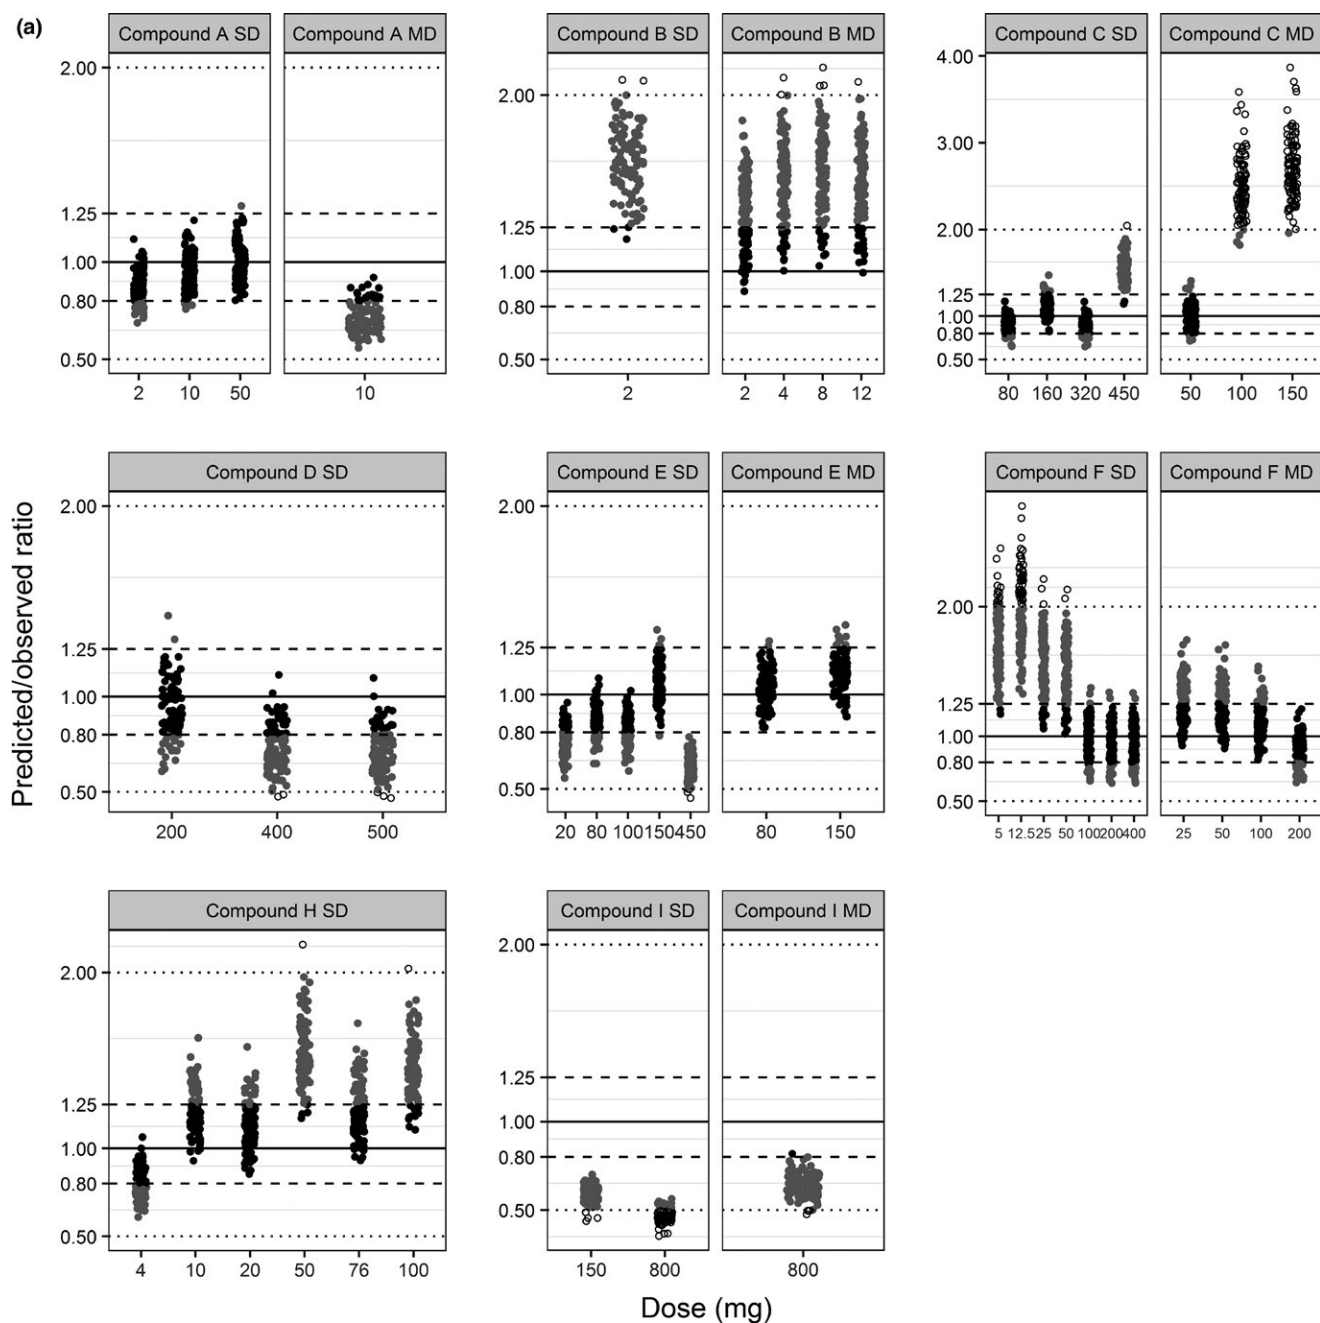 (a)
Compound A SD
Compound A MD
Compound B SD
Compound B MD
Compound C SD
Compound C MD
2.00
1.25
1.00
0.80
0.50
2.00
1.25
1.00
0.80
0.50
4.00
3.00
2.00
1.25
1.00
0.80
0.50
2 10 50
10
2
2 4 8 12
80 160 320 450
50 100 150
Predicted/observed ratio
Compound D SD
Compound E SD
Compound E MD
Compound F SD
Compound F MD
2.00
1.25
1.00
0.80
0.50
2.00
1.25
1.00
0.80
0.50
2.00
1.25
1.00
0.80
0.50
200 400 500
20 80 100 150 450
80 150
5 12.5 25 50 100 200 400
25 50 100 200
Compound H SD
Compound I SD
Compound I MD
2.00
1.25
1.00
0.80
0.50
2.00
1.25
1.00
0.80
0.50
4 10 20 50 76 100
150 800
800
Dose (mg)